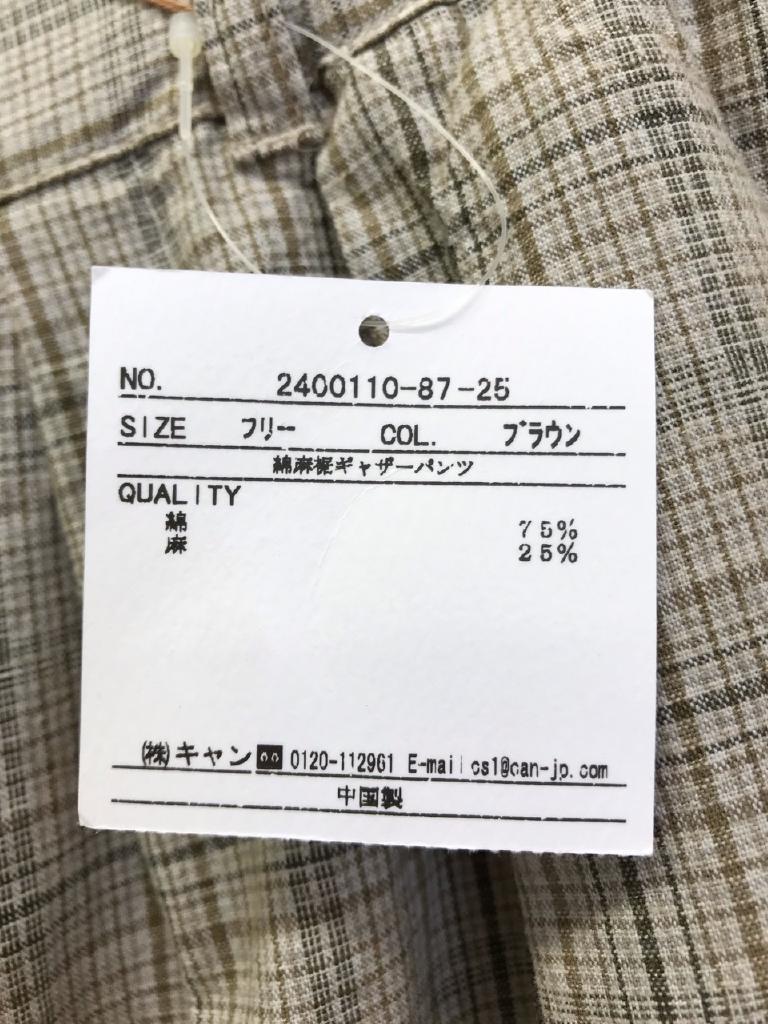 NO. 2400110-87-25
SIZE フリー COL. ブラウン
綿麻裾ギャザーパンツ
QUALITY
綿 75%
麻 25%
㈱キャン 0120-112961 E-mail cs1@can-jp.com
中国製